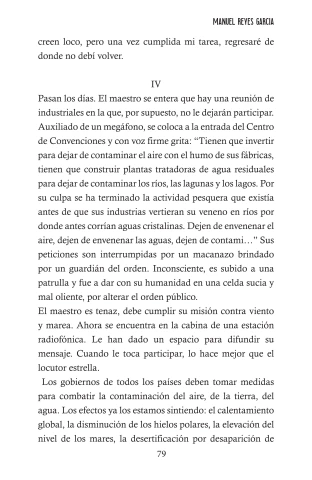 MANUEL REYES GARCIA
creen loco, pero una vez cumplida mi tarea, regresaré de
donde no debí volver.
IV
Pasan los días. El maestro se entera que hay una reunión de
industriales en la que, por supuesto, no le dejarán participar.
Auxiliado de un megáfono, se coloca a la entrada del Centro
de Convenciones y con voz firme grita: “Tienen que invertir
para dejar de contaminar el aire con el humo de sus fábricas,
tienen que construir plantas tratadoras de agua residuales
para dejar de contaminar los ríos, las lagunas y los lagos. Por
su culpa se ha terminado la actividad pesquera que existía
antes de que sus industrias vertieran su veneno en ríos por
donde antes corrían aguas cristalinas. Dejen de envenenar el
aire, dejen de envenenar las aguas, dejen de contami…” Sus
peticiones son interrumpidas por un macanazo brindado
por un guardián del orden. Inconsciente, es subido a una
patrulla y fue a dar con su humanidad en una celda sucia y
mal oliente, por alterar el orden público.
El maestro es tenaz, debe cumplir su misión contra viento
y marea. Ahora se encuentra en la cabina de una estación
radiofónica. Le han dado un espacio para difundir su
mensaje. Cuando le toca participar, lo hace mejor que el
locutor estrella.
Los gobiernos de todos los países deben tomar medidas
para combatir la contaminación del aire, de la tierra, del
agua. Los efectos ya los estamos sintiendo: el calentamiento
global, la disminución de los hielos polares, la elevación del
nivel de los mares, la desertificación por desaparición de
79